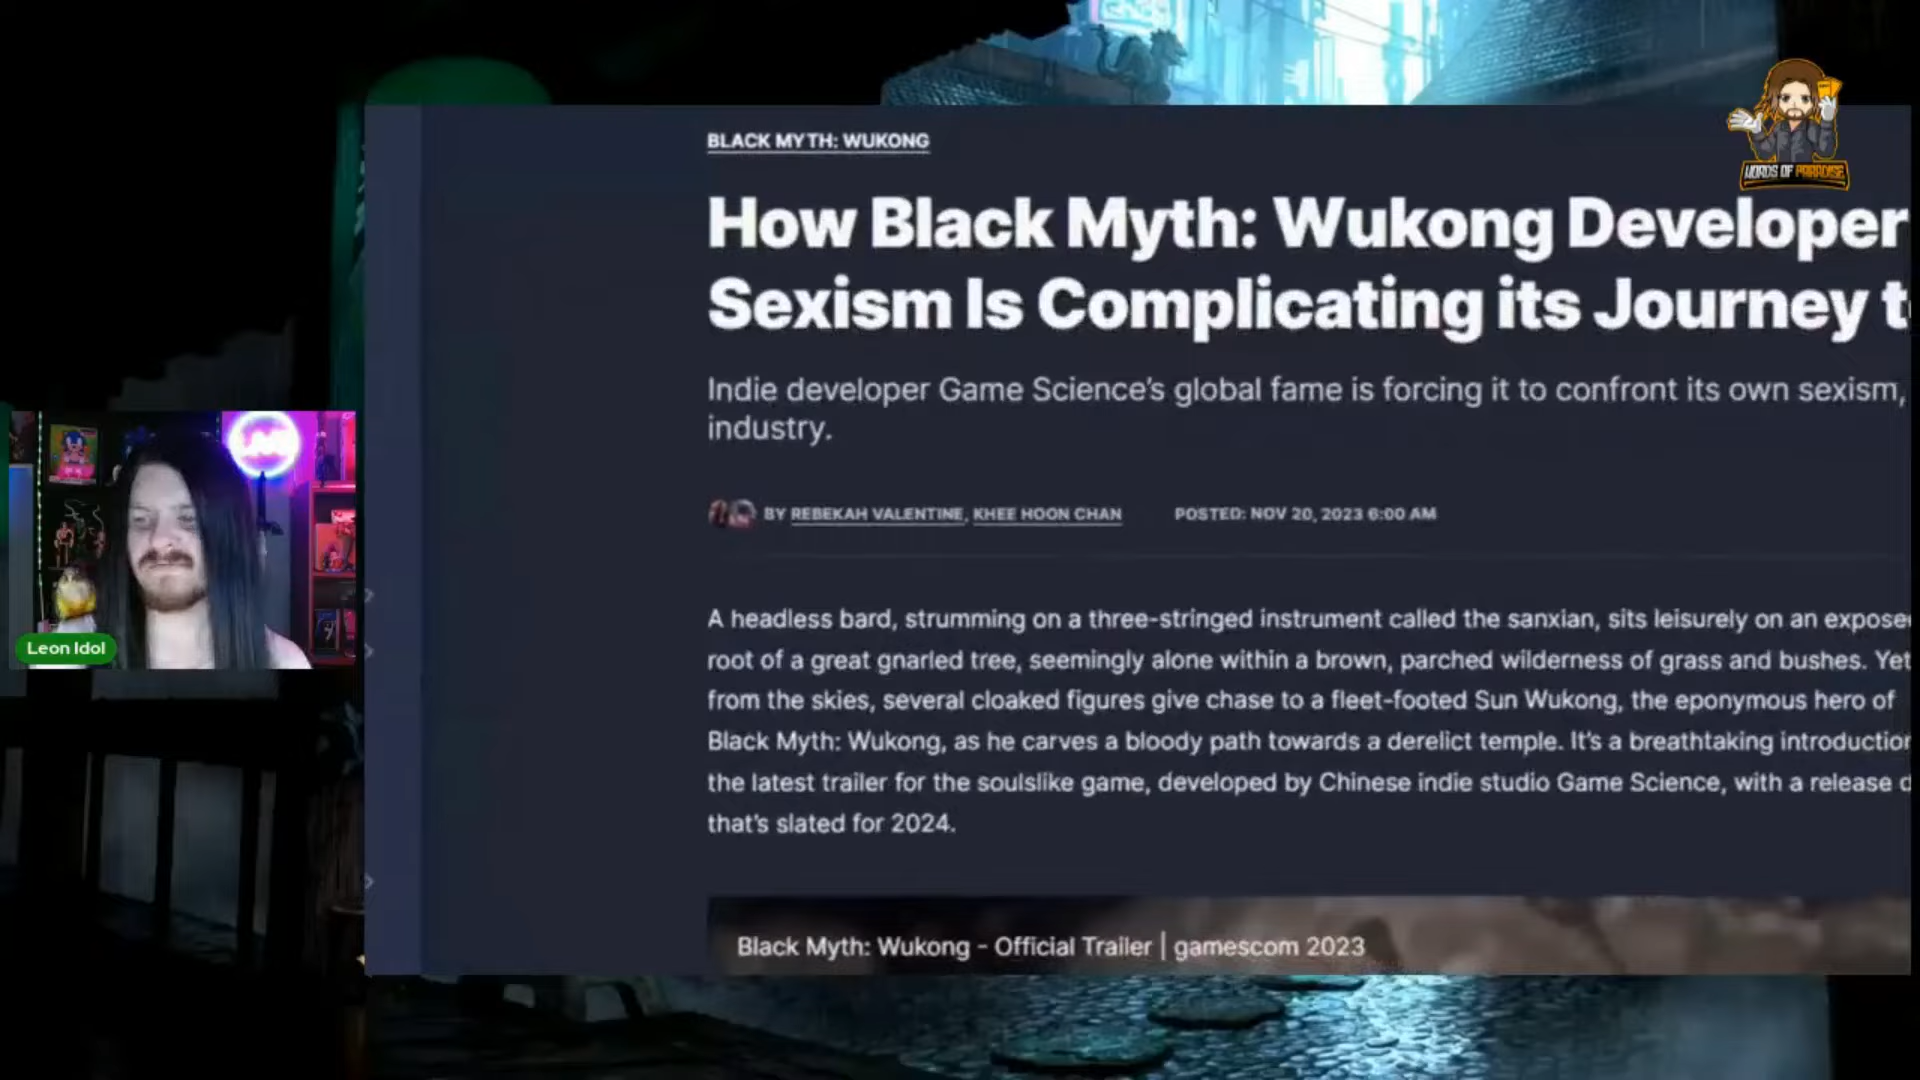 BLACK MYTH: WUKONG
How Black Myth: Wukong Developer
Sexism Is Complicating its Journey t
Indie developer Game Science's global fame is forcing it to confront its own sexism,
industry.
BY REBEKAH VALENTINE, KHEE HOON CHAN POSTED: NOV 20, 2023 6:00 AM
A headless bard, strumming on a three-stringed instrument called the sanxian, sits leisurely on an expose
root of a great gnarled tree, seemingly alone within a brown, parched wilderness of grass and bushes. Yet
from the skies, several cloaked figures give chase to a fleet-footed Sun Wukong, the eponymous hero of
Black Myth: Wukong, as he carves a bloody path towards a derelict temple. It's a breathtaking introduction
the latest trailer for the soulslike game, developed by Chinese indie studio Game Science, with a release d
that's slated for 2024.
Black Myth: Wukong - Official Trailer | gamescom 2023
Leon Idol
WORDS OF PARADISE